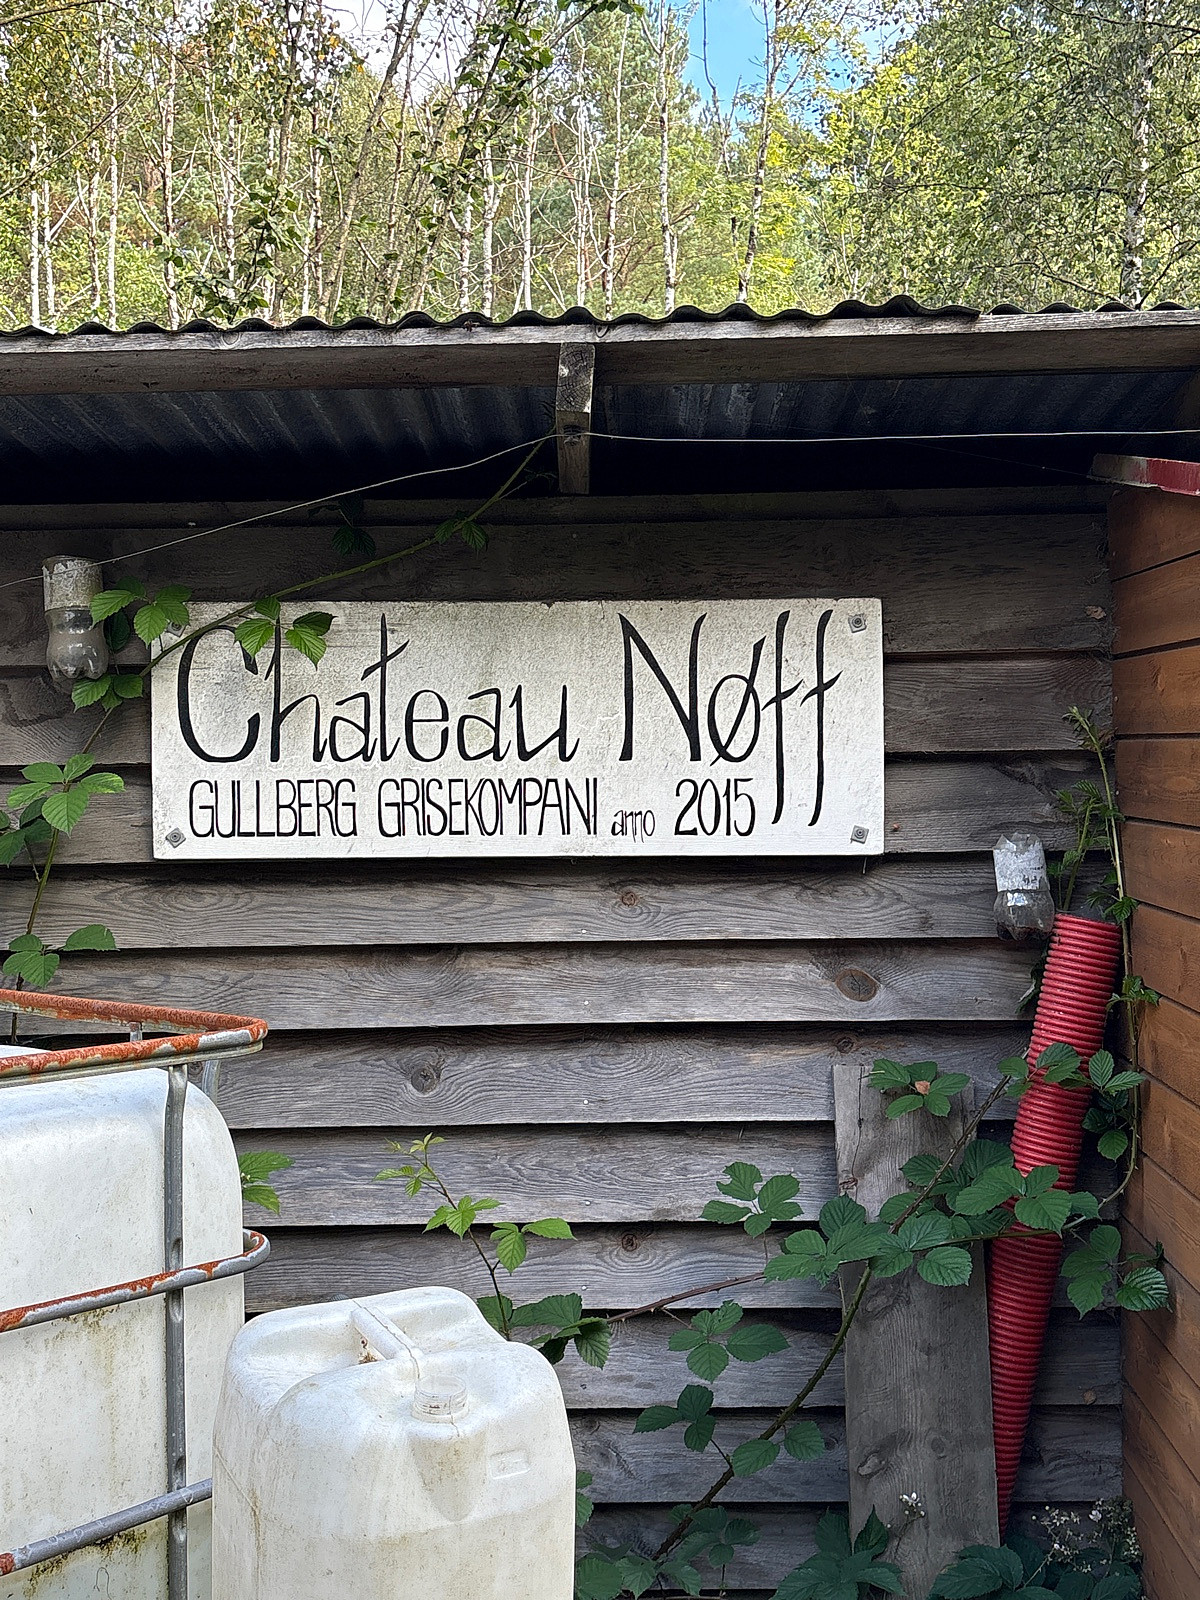 Chateau Nøff
GULLBERG GRISEKOMPANI anno 2015